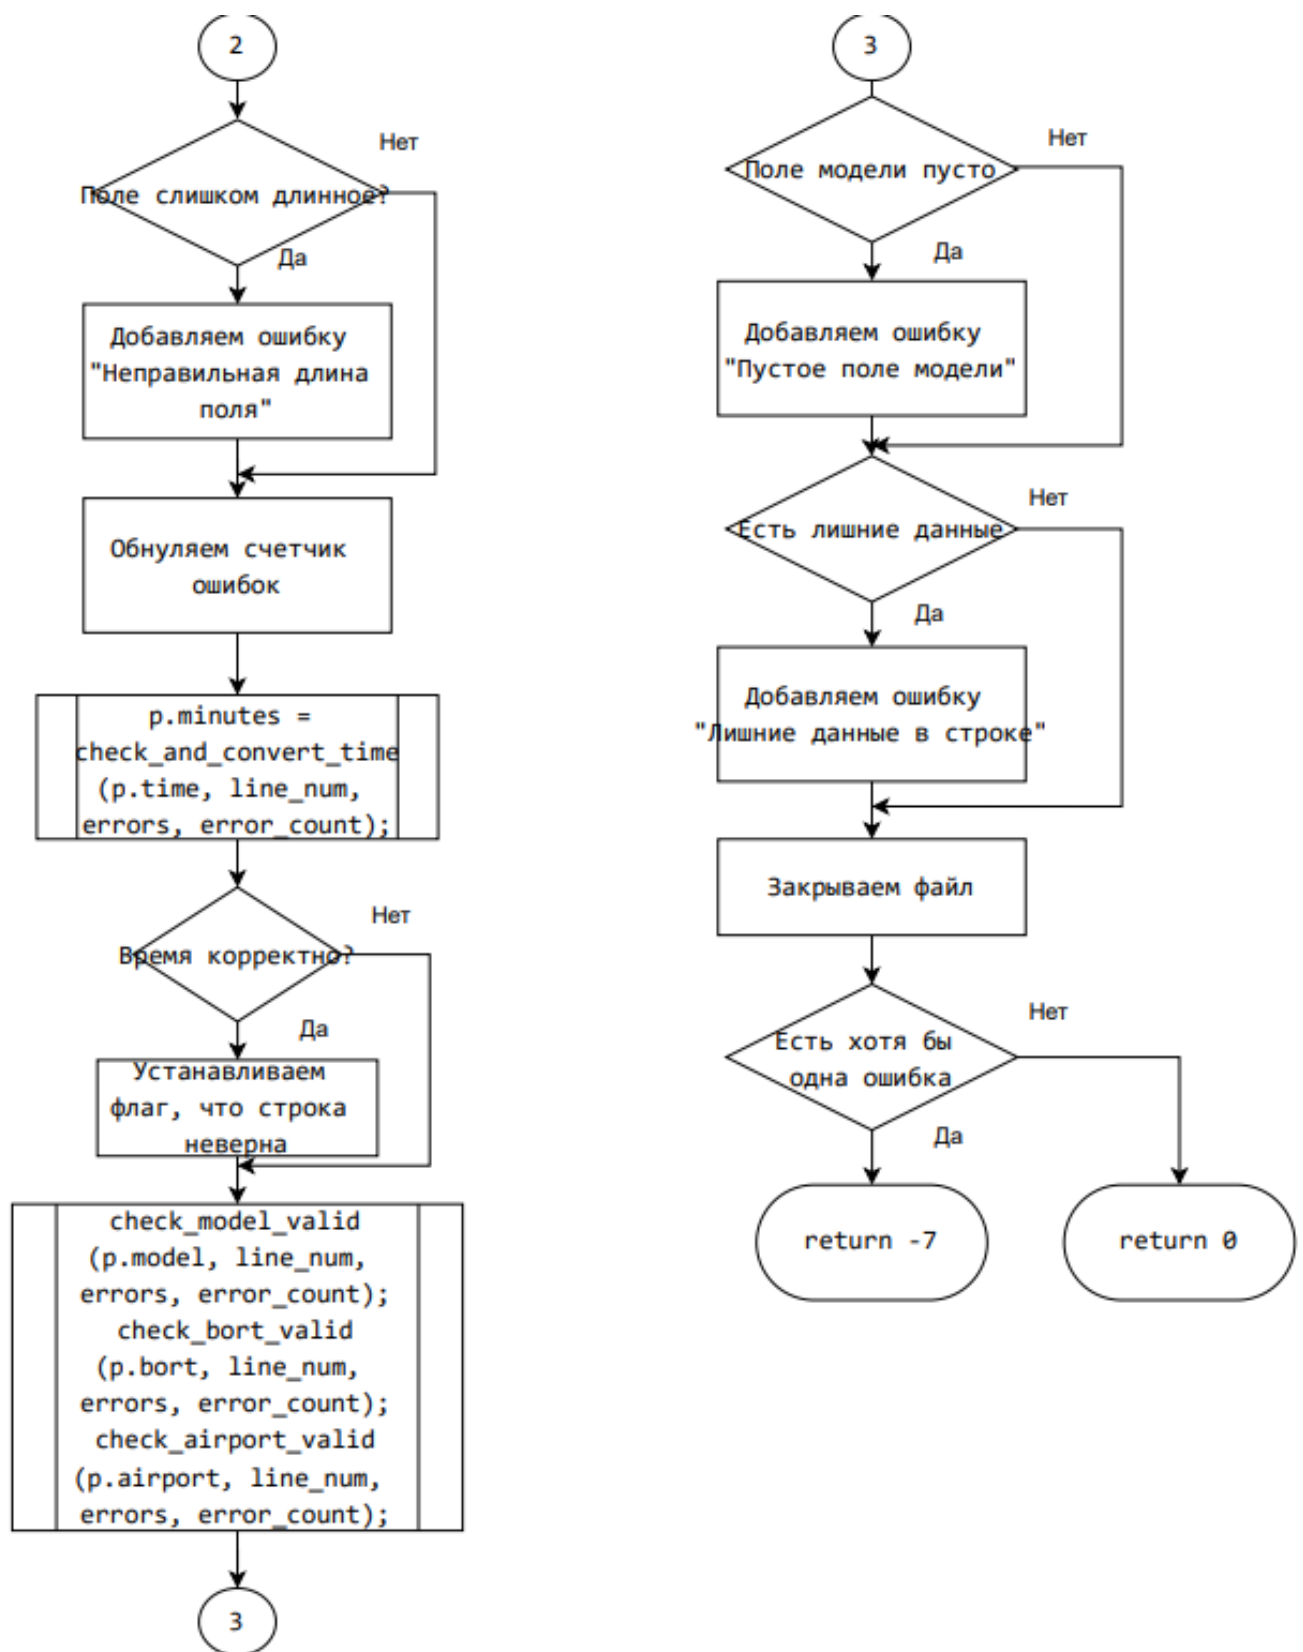 2
Нет
Поле слишком длинное?
Да
Добавляем ошибку
"Неправильная длина
поля"
Обнуляем счетчик
ошибок
p.minutes =
check_and_convert_time
(p.time, line_num,
errors, error_count);
Нет
Время корректно?
Да
Устанавливаем
флаг, что строка
неверна
check_model_valid
(p.model, line_num,
errors, error_count);
check_bort_valid
(p.bort, line_num,
errors, error_count);
check_airport_valid
(p.airport, line_num,
errors, error_count);
3
3
Нет
Поле модели пусто
Да
Добавляем ошибку
"Пустое поле модели"
Нет
Есть лишние данные
Да
Добавляем ошибку
"Лишние данные в строке"
Закрываем файл
Нет
Есть хотя бы
одна ошибка
Да
return -7
return 0